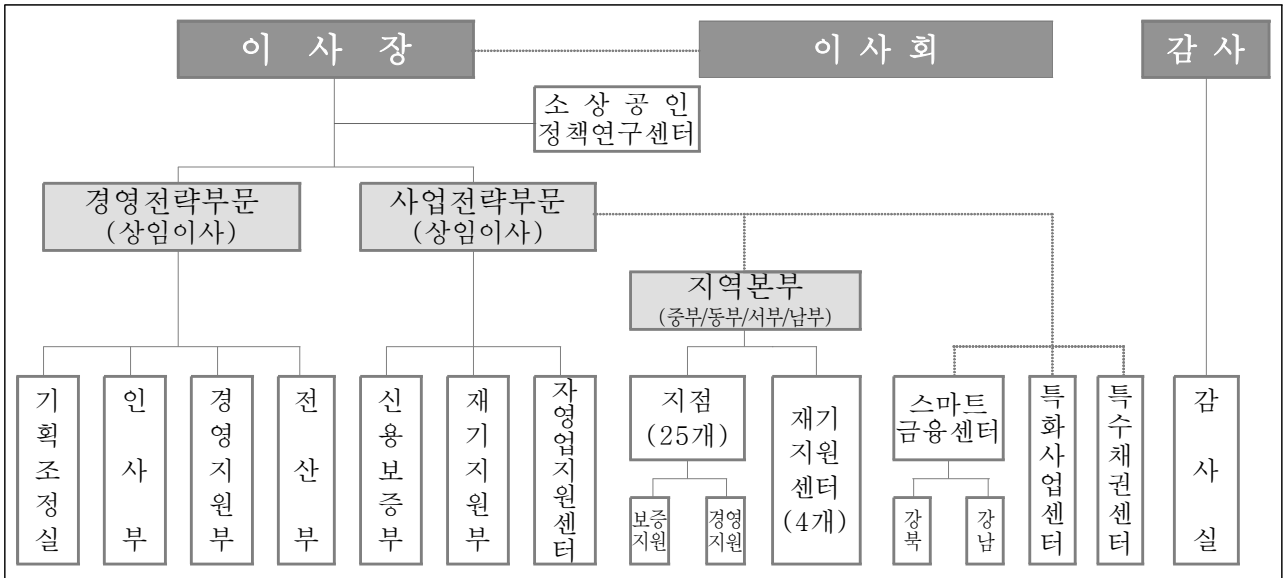 이 사 장
이 사 회
감 사
소 상 공 인
정책연구센터
경영전략부문
(상임이사)
사업전략부문
(상임이사)
지역본부
(중부/동부/서부/남부)
기획조정실
인사부
경영지원부
전산부
신용보증부
재기지원부
자영업지원센터
지점
(25개)
보증
지원
경영
지원
재기
지원
센터
(4개)
스마트
금융센터
강북
강남
특화사업센터
특수채권센터
감사실